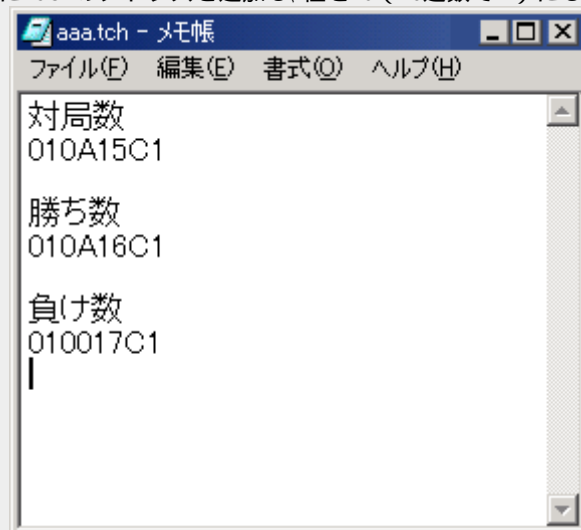 aaa.tch - メモ帳
ファイル(F) 編集(E) 書式(O) ヘルプ(H)
対局数
010A15C1
勝ち数
010A16C1
負け数
010017C1